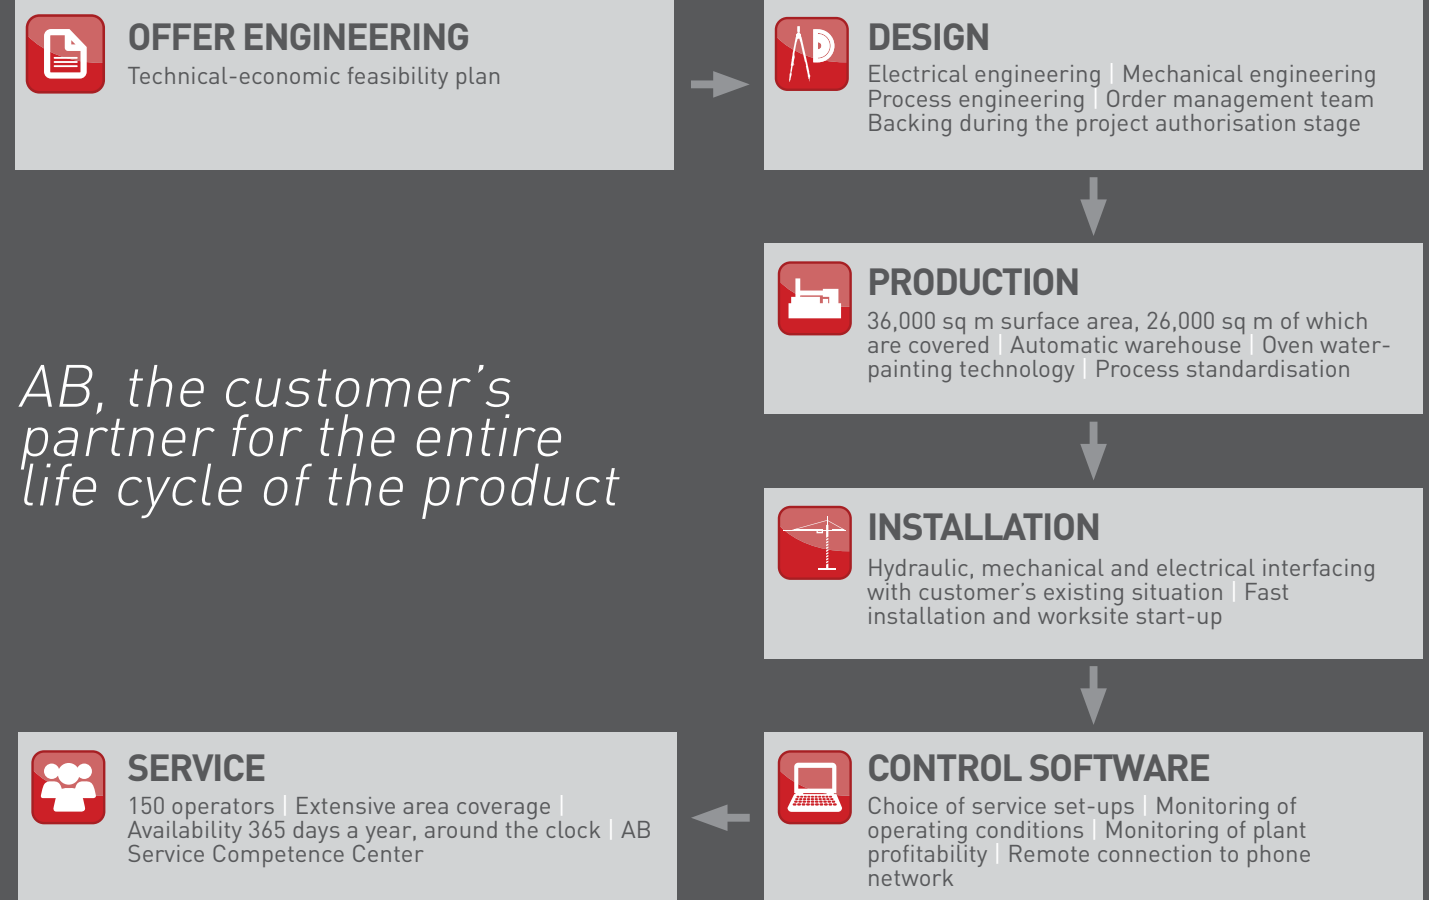 OFFER ENGINEERING
Technical-economic feasibility plan
DESIGN
Electrical engineering | Mechanical engineering
Process engineering | Order management team
Backing during the project authorisation stage
PRODUCTION
36,000 sq m surface area, 26,000 sq m of which
are covered | Automatic warehouse | Oven water-
painting technology | Process standardisation
AB, the customer's
partner for the entire
life cycle of the product
INSTALLATION
Hydraulic, mechanical and electrical interfacing
with customer's existing situation | Fast
installation and worksite start-up
CONTROL SOFTWARE
Choice of service set-ups | Monitoring of
operating conditions | Monitoring of plant
profitability | Remote connection to phone
network
SERVICE
150 operators | Extensive area coverage |
Availability 365 days a year, around the clock | AB
Service Competence Center